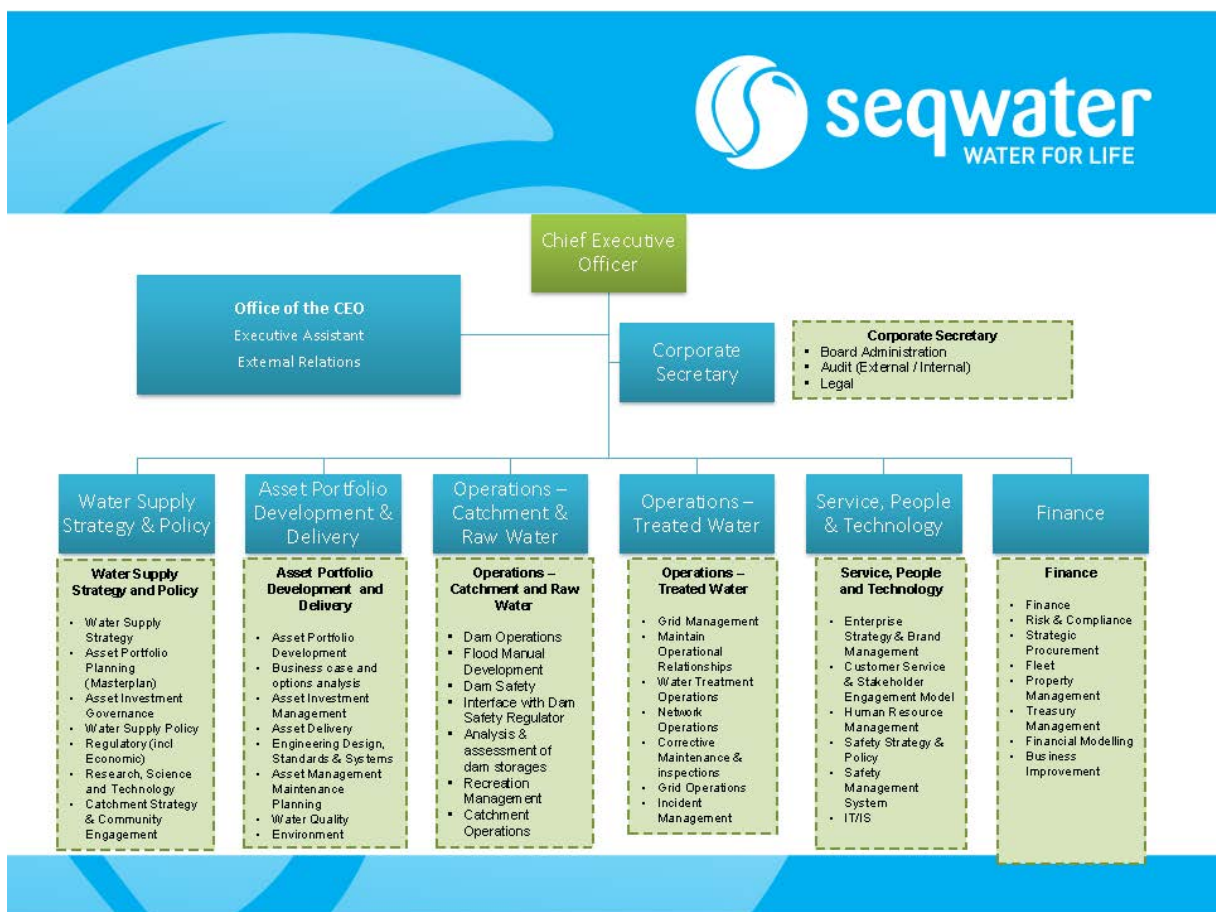 seqwater
WATER FOR LIFE
Chief Executive
Officer
Office of the CEO
Executive Assistant
External Relations
Corporate
Secretary
Corporate Secretary
▪ Board Administration
▪ Audit (External / Internal)
▪ Legal
Water Supply
Strategy & Policy
Asset Portfolio
Development &
Delivery
Operations –
Catchment &
Raw Water
Operations –
Treated Water
Service, People
& Technology
Finance
Water Supply
Strategy and Policy
• Water Supply
Strategy
• Asset Portfolio
Planning
(Masterplan)
• Asset Investment
Governance
• Water Supply Policy
• Regulatory (incl
Economic)
• Research, Science
and Technology
• Catchment Strategy
& Community
Engagement
Asset Portfolio
Development and
Delivery
• Asset Portfolio
Development
• Business case and
options analysis
• Asset Investment
Management
• Asset Delivery
• Engineering Design,
Standards & Systems
• Asset Management
Maintenance
Planning
• Water Quality
• Environment
Operations –
Catchment and Raw
Water
▪ Dam Operations
▪ Flood Manual
Development
▪ Dam Safety
▪ Interface with Dam
Safety Regulator
▪ Analysis &
assessment of
dam storages
▪ Recreation
Management
▪ Catchment
Operations
Operations –
Treated Water
• Grid Management
• Maintain
Operational
Relationships
• Water Treatment
Operations
• Network
Operations
• Corrective
Maintenance &
inspections
• Grid Operations
• Incident
Management
Service, People
and Technology
• Enterprise
Strategy & Brand
Management
• Customer Service
& Stakeholder
Engagement Model
• Human Resource
Management
• Safety Strategy &
Policy
• Safety
Management
System
• IT/IS
Finance
• Finance
• Risk & Compliance
• Strategic
Procurement
• Fleet
• Property
Management
• Treasury
Management
• Financial Modelling
• Business
Improvement